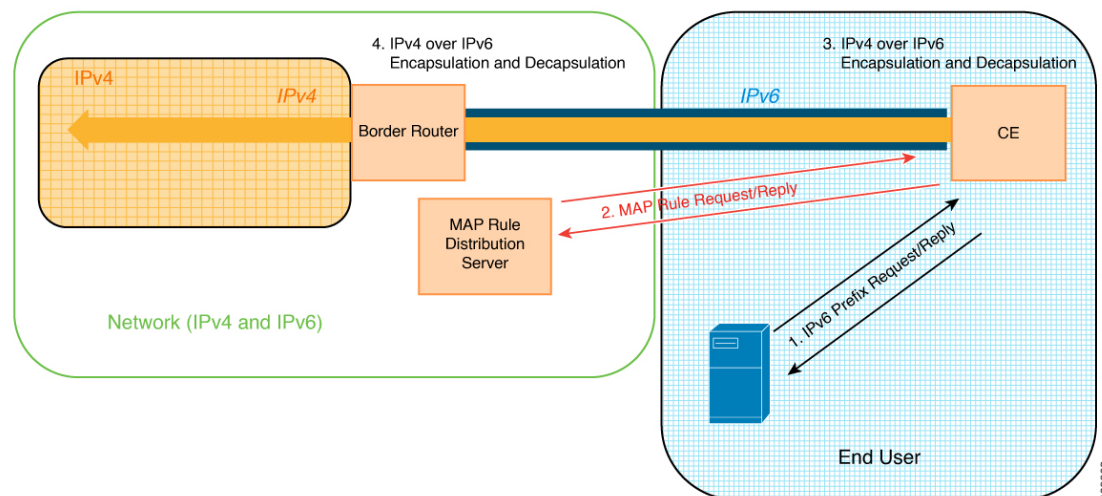 4. IPv4 over IPv6
Encapsulation and Decapsulation
3. IPv4 over IPv6
Encapsulation and Decapsulation
IPv4
IPv4
IPv6
Border Router
CE
2. MAP Rule Request/Reply
MAP Rule
Distribution
Server
1. IPv6 Prefix Request/Reply
Network (IPv4 and IPv6)
End User